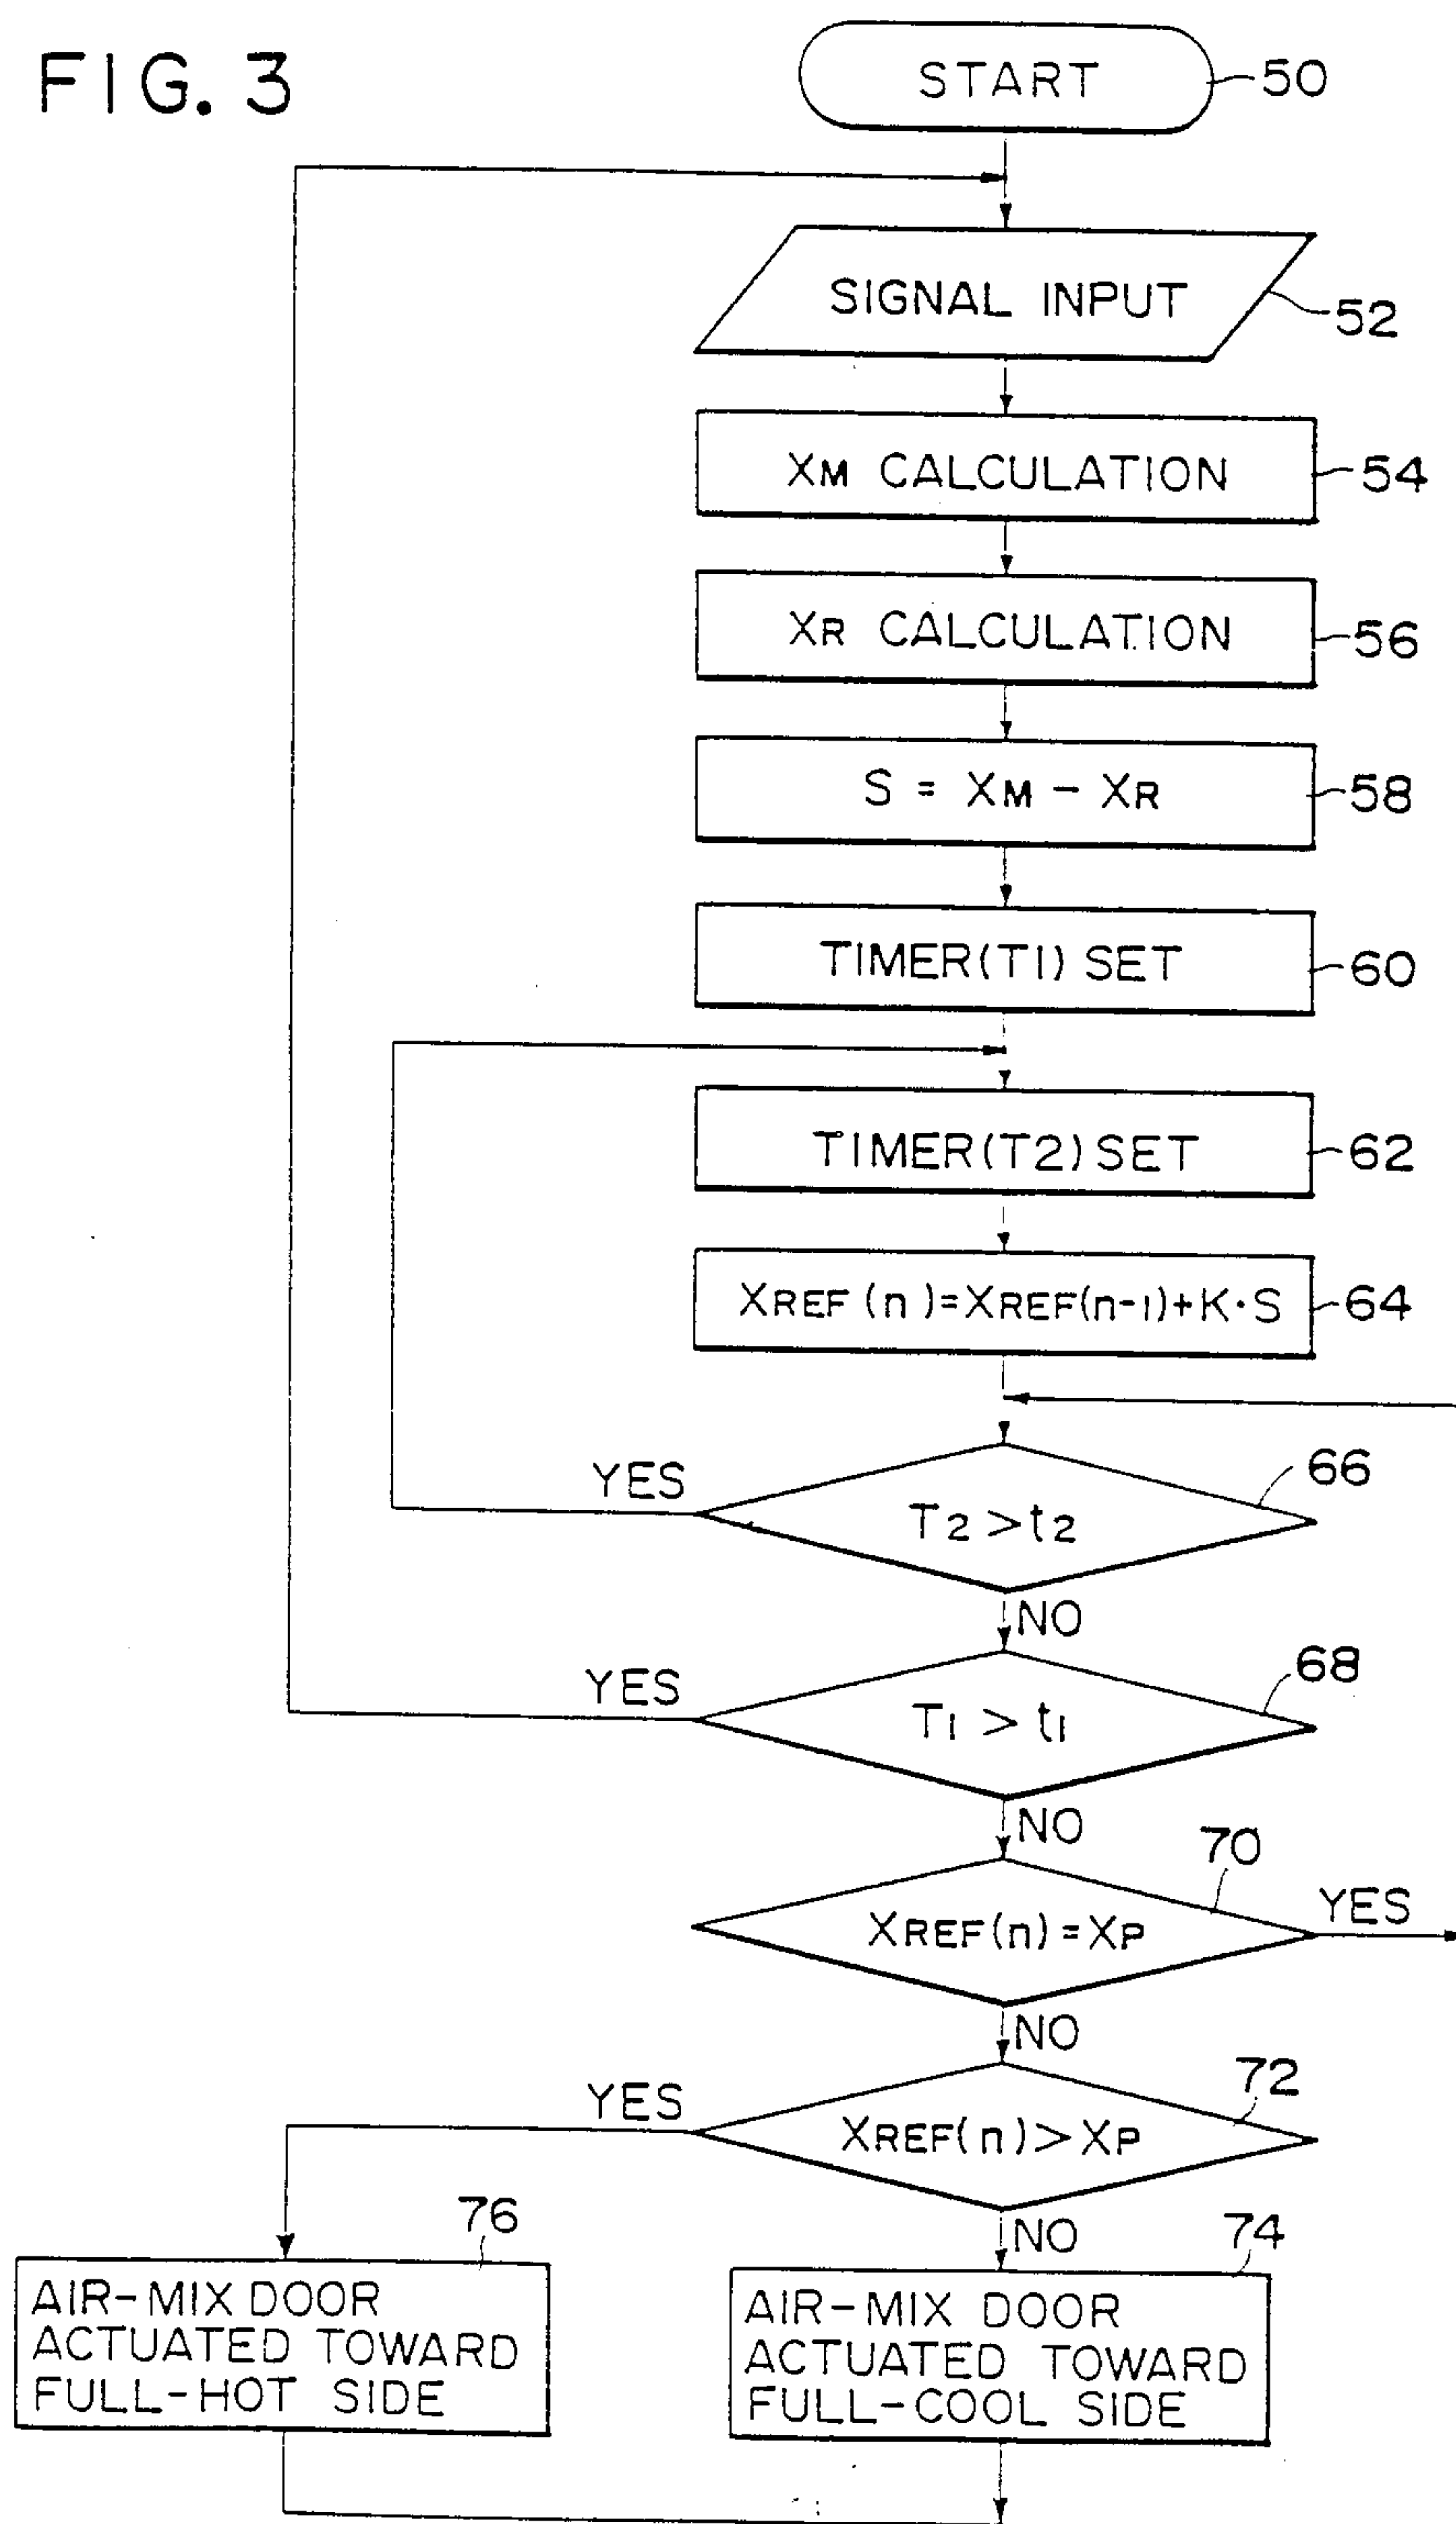 FIG. 3
START
50
SIGNAL INPUT
52
XM CALCULATION
54
XR CALCULATION
56
S = XM - XR
58
TIMER(T1) SET
60
TIMER(T2) SET
62
XREF (n) = XREF(n-1) + K·S
64
YES
66
T2 > t2
NO
YES
68
T1 > t1
NO
70
XREF(n) = XP
YES
NO
YES
72
XREF(n) > XP
NO
76
74
AIR-MIX DOOR
ACTUATED TOWARD
FULL-HOT SIDE
AIR-MIX DOOR
ACTUATED TOWARD
FULL-COOL SIDE